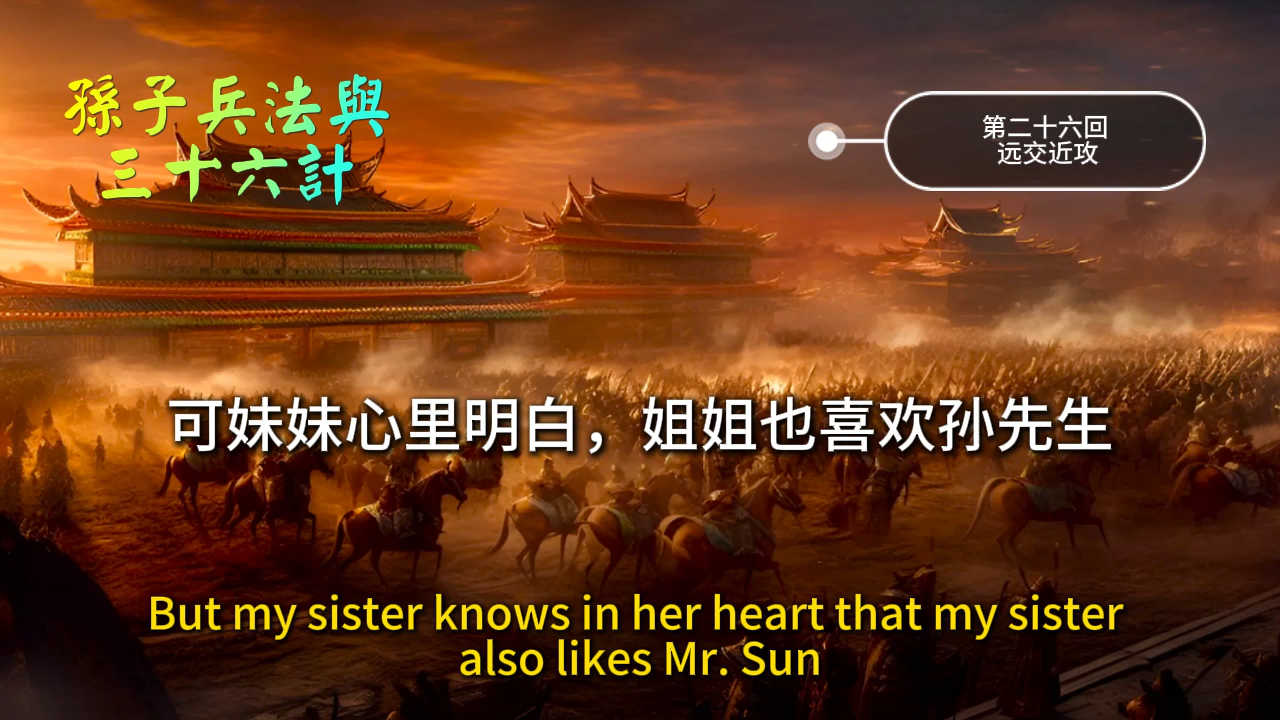 孫子兵法與
三十六計
第二十六回
远交近攻
可妹妹心里明白，姐姐也喜欢孙先生
But my sister knows in her heart that my sister
also likes Mr. Sun